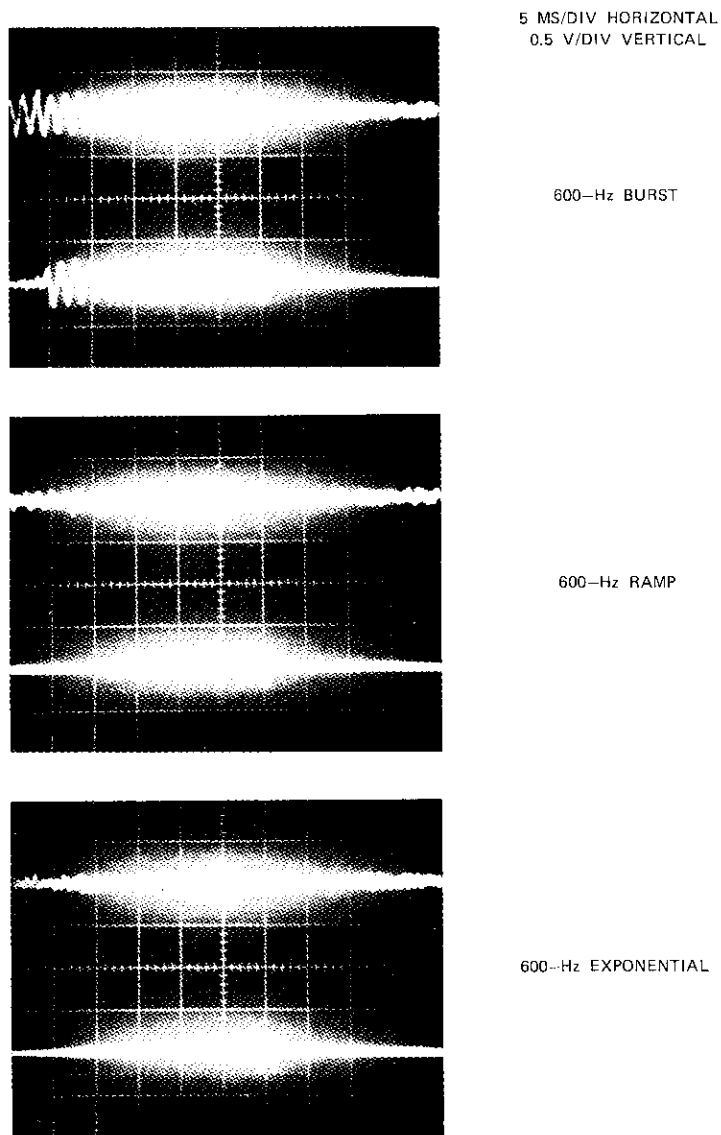 5 MS/DIV HORIZONTAL
0.5 V/DIV VERTICAL
600-Hz BURST
600-Hz RAMP
600-Hz EXPONENTIAL